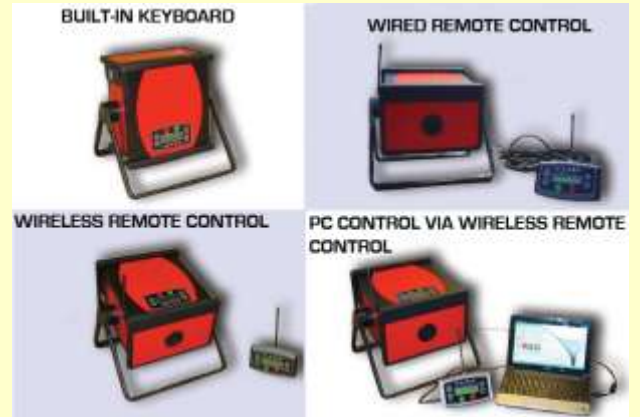 BUILT-IN KEYBOARD
WIRED REMOTE CONTROL
WIRELESS REMOTE CONTROL
PC CONTROL VIA WIRELESS REMOTE
CONTROL